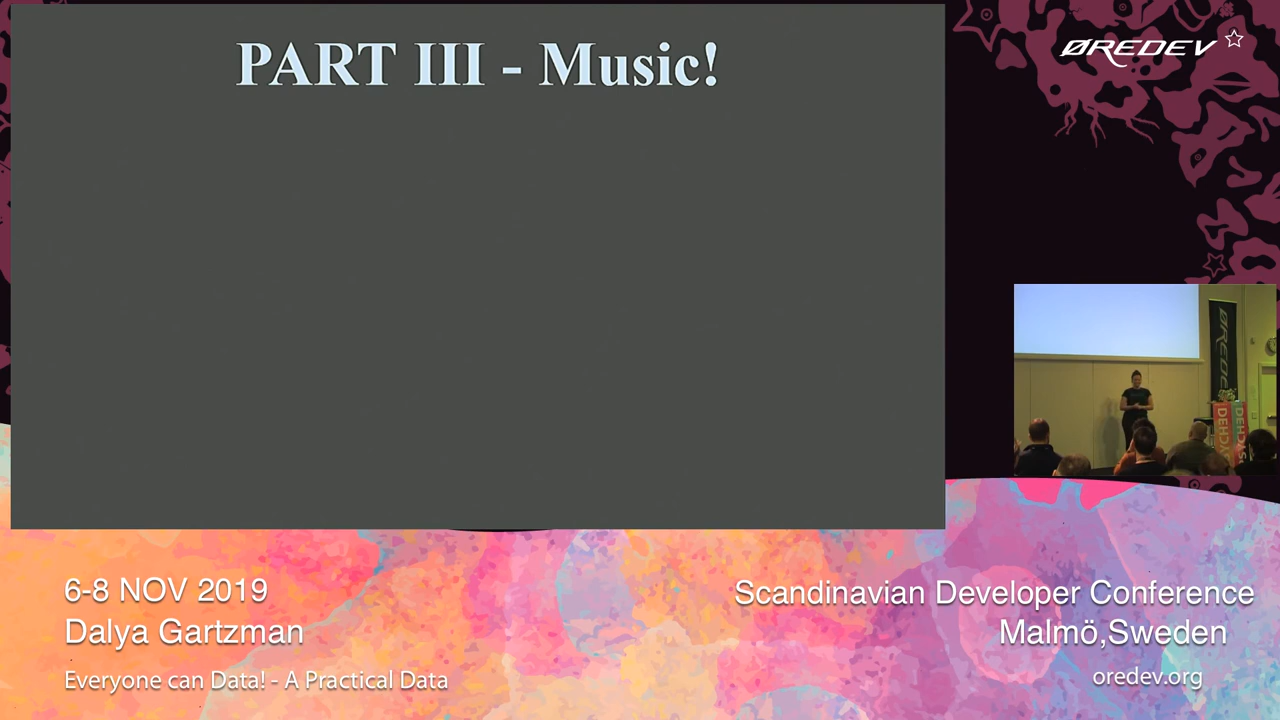 PART III - Music!
ØREDEV
ØREDEV
6-8 NOV 2019
Dalya Gartzman
Everyone can Data! - A Practical Data
Scandinavian Developer Conference
Malmö,Sweden
oredev.org